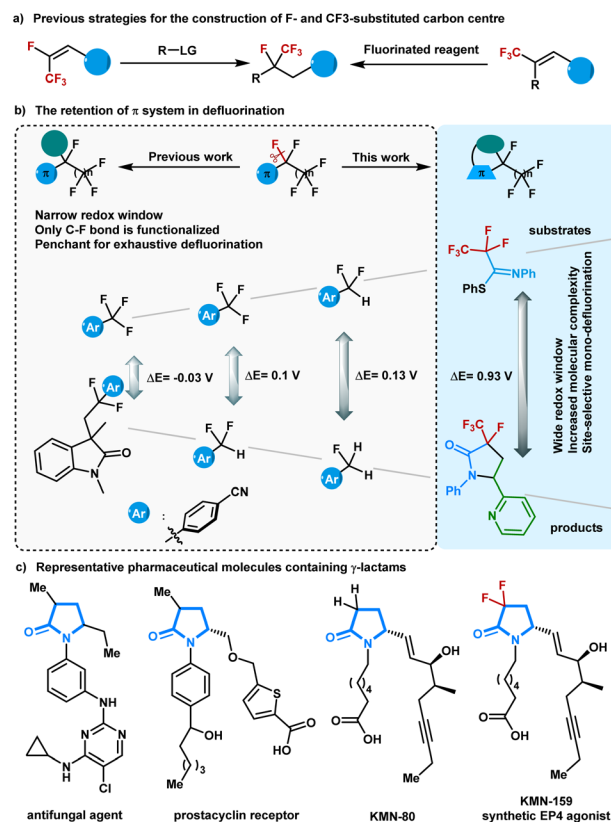 a) Previous strategies for the construction of F- and CF3-substituted carbon centre
F
CF3
R—LG
F CF3
R
Fluorinated reagent
F3C
R
b) The retention of π system in defluorination
π
F
F
( )n
F
F
Previous work
F
F
π
( )n
F
F
F
This work
π
F
F
( )n
F
F
Narrow redox window
Only C-F bond is functionalized
Penchant for exhaustive defluorination
substrates
F
F
F3C
NPh
PhS
F
F
F
Ar
F
F
F
Ar
F
F
H
Ar
ΔE= -0.03 V
ΔE= 0.1 V
ΔE= 0.13 V
ΔE= 0.93 V
Wide redox window
Increased molecular complexity
Site-selective mono-defluorination
Ar
F
F
N
O
F
F
H
Ar
F
H
H
Ar
Ar
:
CN
F3C
F
O
N
Ph
N
products
c) Representative pharmaceutical molecules containing γ-lactams
Me
O
N
Me
NH
N
N
NH
Cl
antifungal agent
Me
O
N
O
S
O
HO
OH
( )3
Me
prostacyclin receptor
H
H
O
N
OH
( )4
O
OH
Me
KMN-80
F
F
O
N
OH
( )4
HO
O
Me
KMN-159
synthetic EP4 agonist